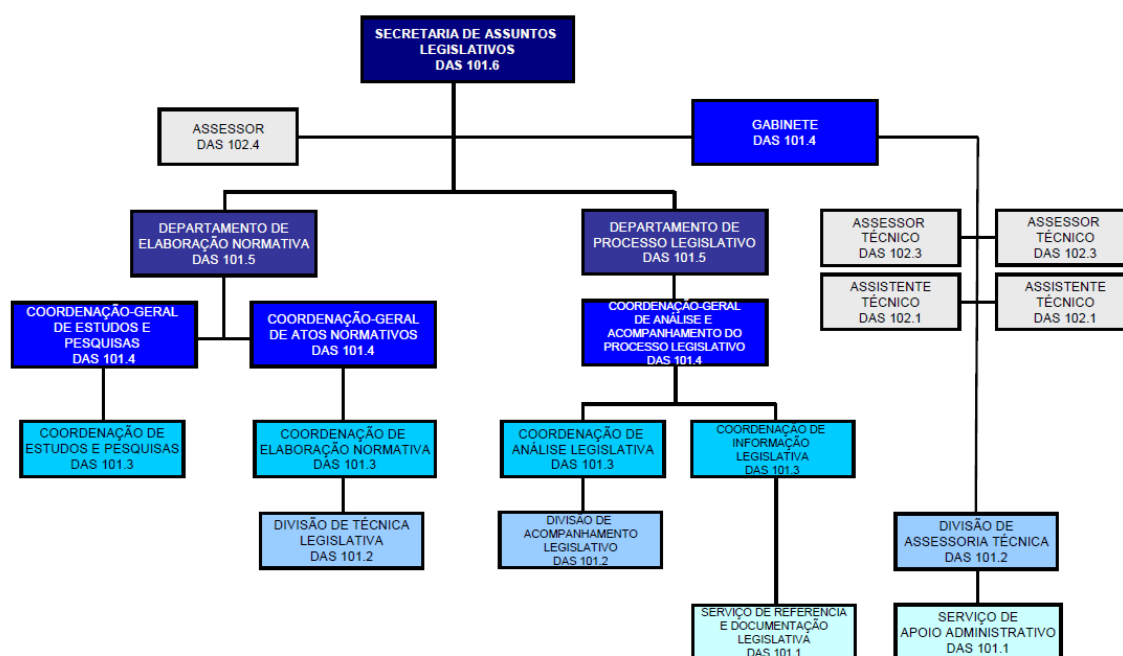 SECRETARIA DE ASSUNTOS
LEGISLATIVOS
DAS 101.6
ASSESSOR
DAS 102.4
GABINETE
DAS 101.4
DEPARTAMENTO DE
ELABORAÇÃO NORMATIVA
DAS 101.5
DEPARTAMENTO DE
PROCESSO LEGISLATIVO
DAS 101.5
ASSESSOR
TÉCNICO
DAS 102.3
ASSESSOR
TÉCNICO
DAS 102.3
ASSISTENTE
TÉCNICO
DAS 102.1
ASSISTENTE
TÉCNICO
DAS 102.1
COORDENAÇÃO-GERAL
DE ESTUDOS E
PESQUISAS
DAS 101.4
COORDENAÇÃO-GERAL
DE ATOS NORMATIVOS
DAS 101.4
COORDENAÇÃO-GERAL
DE ANÁLISE E
ACOMPANHAMENTO DO
PROCESSO LEGISLATIVO
DAS 101.4
COORDENAÇÃO DE
ESTUDOS E PESQUISAS
DAS 101.3
COORDENAÇÃO DE
ELABORAÇÃO NORMATIVA
DAS 101.3
COORDENAÇÃO DE
ANÁLISE LEGISLATIVA
DAS 101.3
COORDENAÇÃO DE
INFORMAÇÃO
LEGISLATIVA
DAS 101.3
DIVISÃO DE TÉCNICA
LEGISLATIVA
DAS 101.2
DIVISÃO DE
ACOMPANHAMENTO
LEGISLATIVO
DAS 101.2
DIVISÃO DE
ASSESSORIA TÉCNICA
DAS 101.2
SERVIÇO DE REFERENCIA
E DOCUMENTAÇÃO
LEGISLATIVA
DAS 101.1
SERVIÇO DE
APOIO ADMINISTRATIVO
DAS 101.1